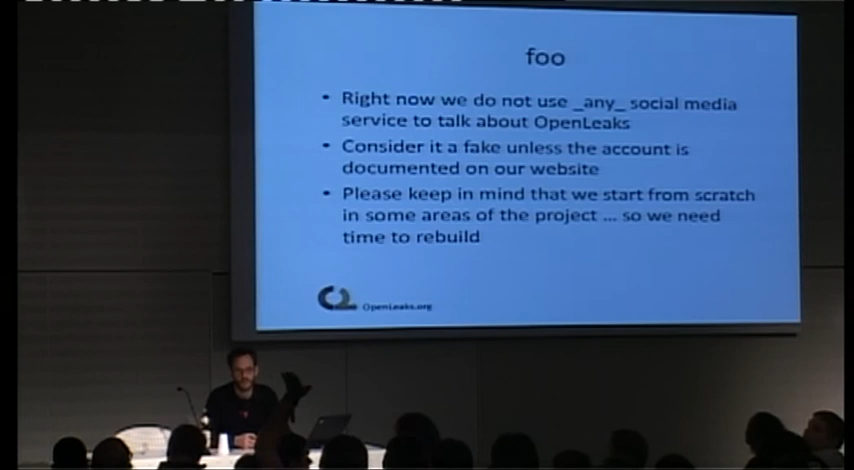 foo
• Right now we do not use _any_ social media
service to talk about OpenLeaks
• Consider it a fake unless the account is
documented on our website
• Please keep in mind that we start from scratch
in some areas of the project ... so we need
time to rebuild
OpenLeaks.org